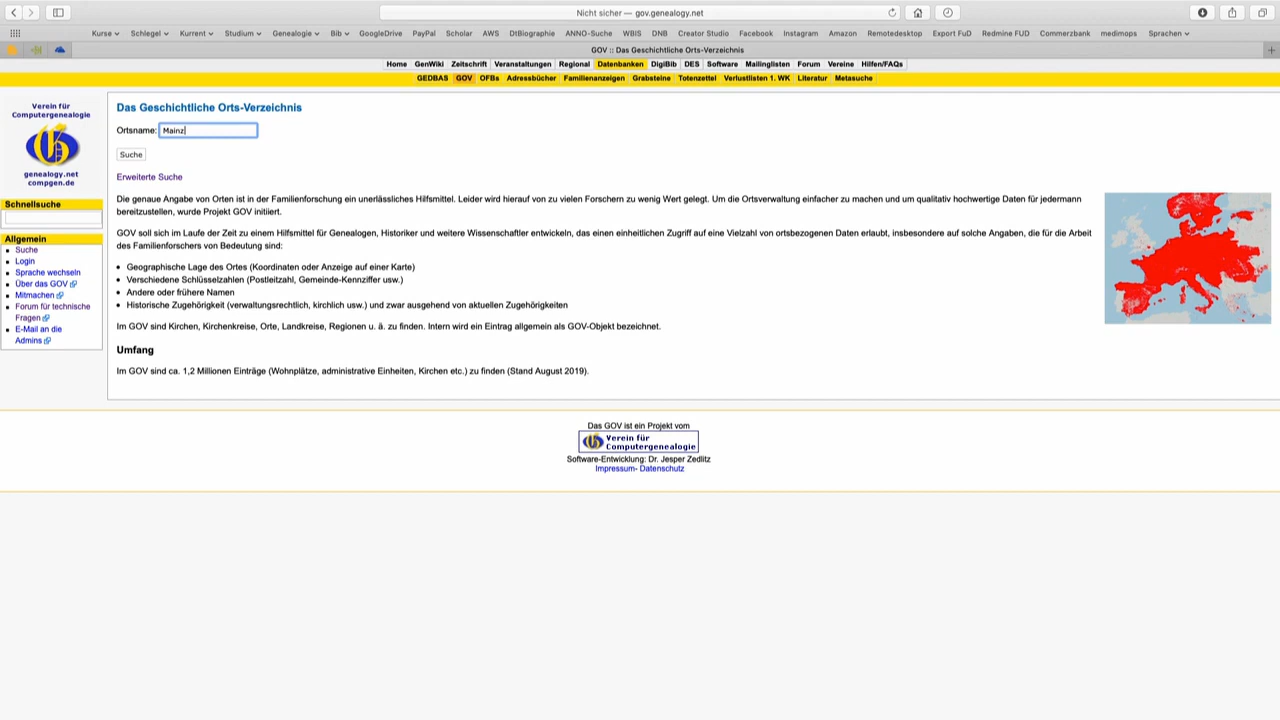 Nicht sicher — gov.genealogy.net
Kurse Schlegel Kurrent Studium Genealogie Bib GoogleDrive PayPal Scholar AWS DtBiographie ANNO-Suche WBIS DNB Creator Studio Facebook Instagram Amazon Remotedesktop Export FuD Redmine FUD Commerzbank medimops Sprachen
GOV :: Das Geschichtliche Orts-Verzeichnis
Home GenWiki Zeitschrift Veranstaltungen Regional Datenbanken DigiBib DES Software Mailinglisten Forum Vereine Hilfen/FAQs
GEDBAS GOV OFBs Adressbücher Familienanzeigen Grabsteine Totenzettel Verlustlisten 1. WK Literatur Metasuche
Verein für
Computergenealogie
genealogy.net
compgen.de
Schnellsuche
Allgemein
Suche
Login
Sprache wechseln
Über das GOV
Mitmachen
Forum für technische
Fragen
E-Mail an die
Admins
Das Geschichtliche Orts-Verzeichnis
Ortsname: Mainz
Suche
Erweiterte Suche
Die genaue Angabe von Orten ist in der Familienforschung ein unerlässliches Hilfsmittel. Leider wird hierauf von zu vielen Forschern zu wenig Wert gelegt. Um die Ortsverwaltung einfacher zu machen und um qualitativ hochwertige Daten für jedermann
bereitzustellen, wurde Projekt GOV initiiert.
GOV soll sich im Laufe der Zeit zu einem Hilfsmittel für Genealogen, Historiker und weitere Wissenschaftler entwickeln, das einen einheitlichen Zugriff auf eine Vielzahl von ortsbezogenen Daten erlaubt, insbesondere auf solche Angaben, die für die Arbeit
des Familienforschers von Bedeutung sind:
• Geographische Lage des Ortes (Koordinaten oder Anzeige auf einer Karte)
• Verschiedene Schlüsselzahlen (Postleitzahl, Gemeinde-Kennziffer usw.)
• Andere oder frühere Namen
• Historische Zugehörigkeit (verwaltungsrechtlich, kirchlich usw.) und zwar ausgehend von aktuellen Zugehörigkeiten
Im GOV sind Kirchen, Kirchenkreise, Orte, Landkreise, Regionen u. ä. zu finden. Intern wird ein Eintrag allgemein als GOV-Objekt bezeichnet.
Umfang
Im GOV sind ca. 1,2 Millionen Einträge (Wohnplätze, administrative Einheiten, Kirchen etc.) zu finden (Stand August 2019).
Das GOV ist ein Projekt vom
Verein für
Computergenealogie
Software-Entwicklung: Dr. Jesper Zedlitz
Impressum- Datenschutz